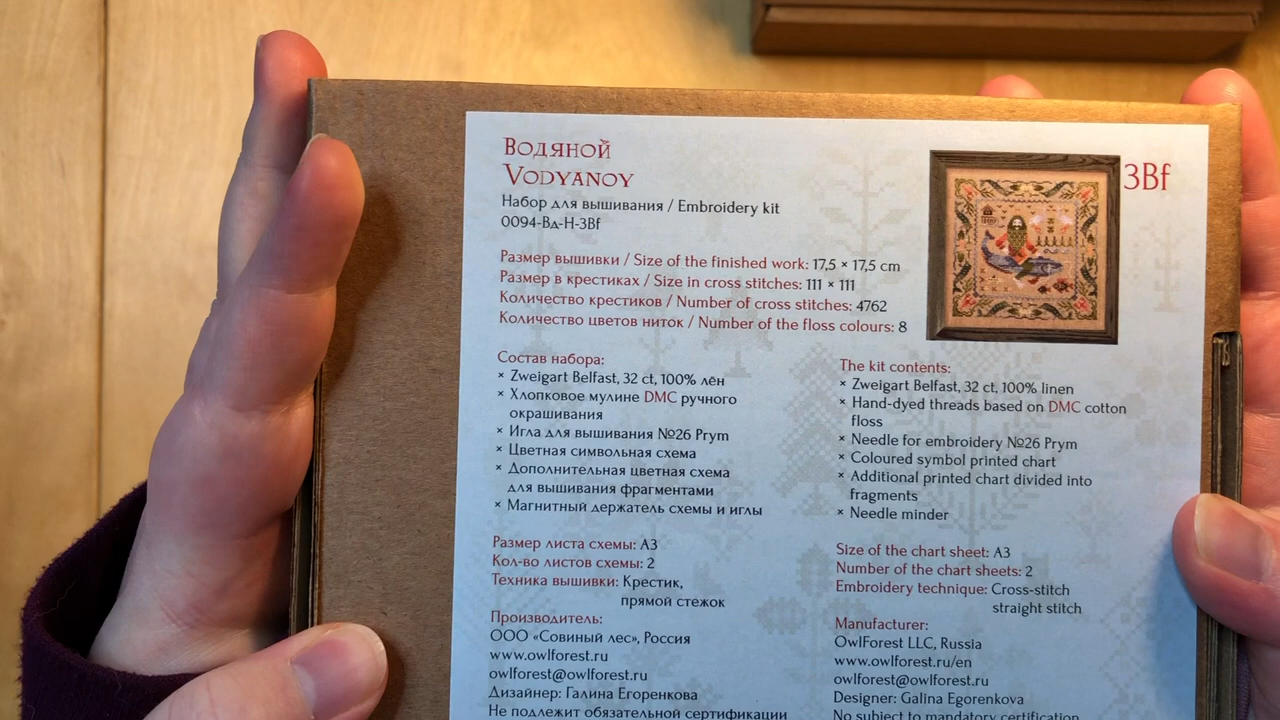 Водяной
Vodyanoy
3Bf
Набор для вышивания / Embroidery kit
0094-Вд-Н-3Bf
Размер вышивки / Size of the finished work: 17,5 × 17,5 cm
Размер в крестиках / Size in cross stitches: 111 × 111
Количество крестиков / Number of cross stitches: 4762
Количество цветов ниток / Number of the floss colours: 8
Состав набора:
× Zweigart Belfast, 32 ct, 100% лён
× Хлопковое мулине DMC ручного
окрашивания
× Игла для вышивания №26 Prym
× Цветная символьная схема
× Дополнительная цветная схема
для вышивания фрагментами
× Магнитный держатель схемы и иглы
Размер листа схемы: А3
Кол-во листов схемы: 2
Техника вышивки: Крестик,
прямой стежок
Производитель:
ООО «Совиный лес», Россия
www.owlforest.ru
owlforest@owlforest.ru
Дизайнер: Галина Егоренкова
Не подлежит обязательной сертификации
The kit contents:
× Zweigart Belfast, 32 ct, 100% linen
× Hand-dyed threads based on DMC cotton
floss
× Needle for embroidery №26 Prym
× Coloured symbol printed chart
× Additional printed chart divided into
fragments
× Needle minder
Size of the chart sheet: A3
Number of the chart sheets: 2
Embroidery technique: Cross-stitch
straight stitch
Manufacturer:
OwlForest LLC, Russia
www.owlforest.ru/en
owlforest@owlforest.ru
Designer: Galina Egorenkova
No subject to mandatory certification